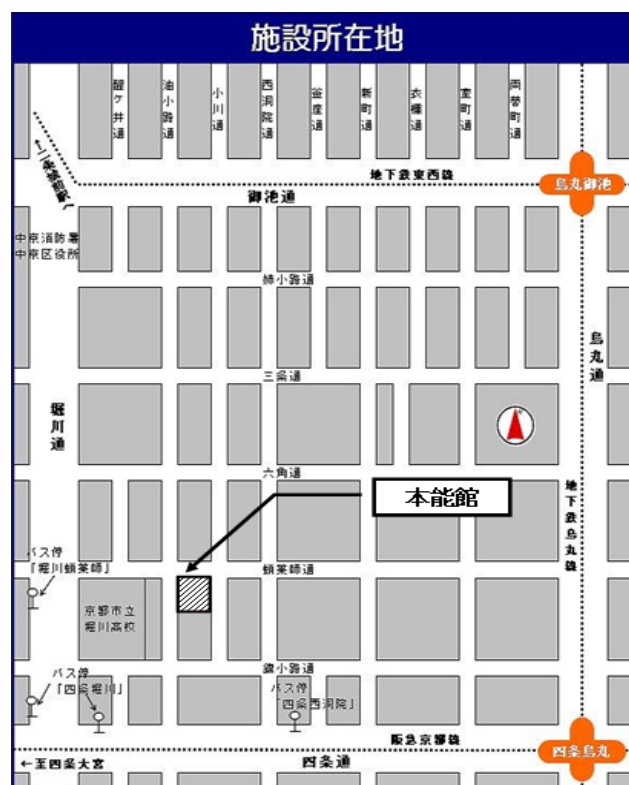 施設所在地
醒ケ井通
油小路通
小川通
西洞院通
釜座通
新町通
衣棚通
室町通
両替町通
←二条城前駅へ
地下鉄東西線
烏丸御池
御池通
中京消防署
中京区役所
姉小路通
烏丸通
三条通
堀川通
六角通
本能館
地下鉄烏丸線
バス停
「堀川蛸薬師」
蛸薬師通
京都市立
堀川高校
錦小路通
バス停
「四条堀川」
バス停
「四条西洞院」
阪急京都線
四条烏丸
←至四条大宮
四条通